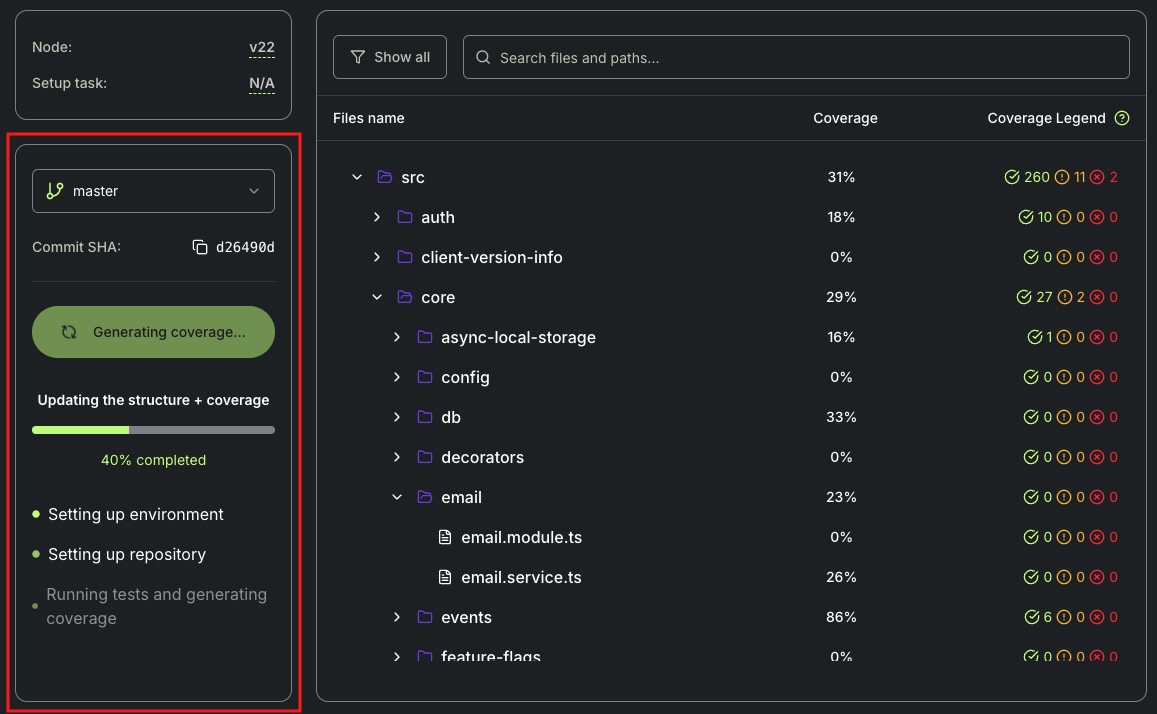 Node: v22
Setup task: N/A
master
Commit SHA: d26490d
Generating coverage...
Updating the structure + coverage
40% completed
Setting up environment
Setting up repository
Running tests and generating
coverage
Show all
Search files and paths...
Files name Coverage Coverage Legend
src 31% 260 11 2
auth 18% 10 0 0
client-version-info 0% 0 0 0
core 29% 27 2 0
async-local-storage 16% 1 0 0
config 0% 0 0 0
db 33% 0 0 0
decorators 0% 0 0 0
email 23% 0 0 0
email.module.ts 0% 0 0 0
email.service.ts 26% 0 0 0
events 86% 6 0 0
feature-flags 0% 0 0 0